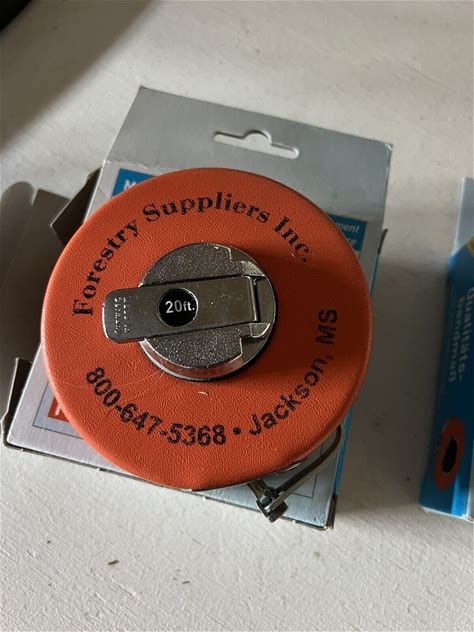 Forestry Suppliers Inc.
20ft.
800-647-5368 • Jackson, MS